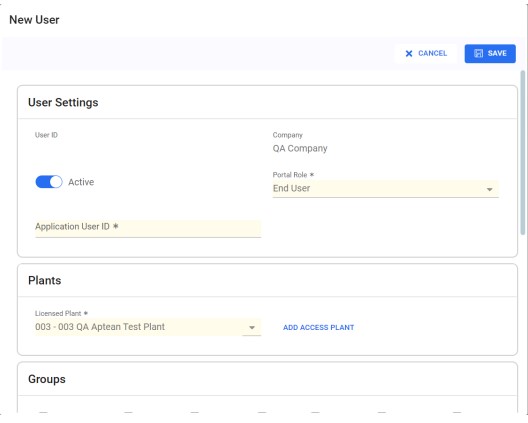 New User
CANCEL
SAVE
User Settings
User ID
Company
QA Company
Active
Portal Role *
End User
Application User ID *
Plants
Licensed Plant *
003 - 003 QA Aptean Test Plant
ADD ACCESS PLANT
Groups